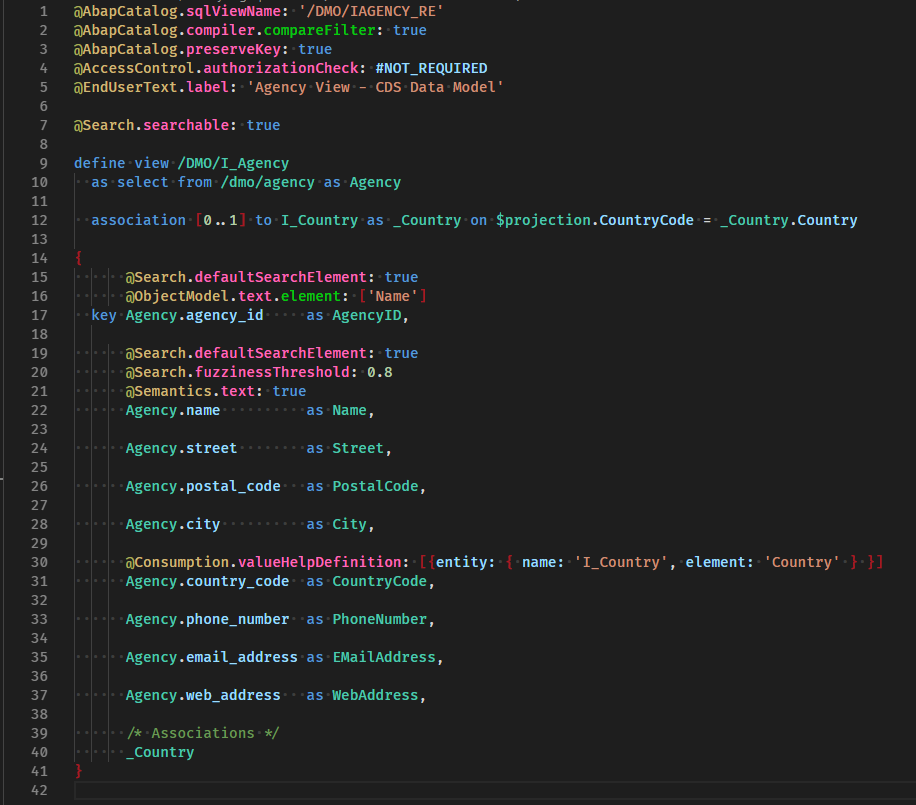 1 @AbapCatalog.sqlViewName: '/DMO/IAGENCY_RE'
2 @AbapCatalog.compiler.compareFilter: true
3 @AbapCatalog.preserveKey: true
4 @AccessControl.authorizationCheck: #NOT_REQUIRED
5 @EndUserText.label: 'Agency View - CDS Data Model'
6
7 @Search.searchable: true
8
9 define view /DMO/I_Agency
10   as select from /dmo/agency as Agency
11
12   association [0..1] to I_Country as _Country on $projection.CountryCode = _Country.Country
13
14 {
15       @Search.defaultSearchElement: true
16       @ObjectModel.text.element: ['Name']
17   key Agency.agency_id     as AgencyID,
18
19       @Search.defaultSearchElement: true
20       @Search.fuzzinessThreshold: 0.8
21       @Semantics.text: true
22       Agency.name          as Name,
23
24       Agency.street        as Street,
25
26       Agency.postal_code   as PostalCode,
27
28       Agency.city          as City,
29
30       @Consumption.valueHelpDefinition: [{entity: { name: 'I_Country', element: 'Country' } }]
31       Agency.country_code  as CountryCode,
32
33       Agency.phone_number  as PhoneNumber,
34
35       Agency.email_address as EMailAddress,
36
37       Agency.web_address   as WebAddress,
38
39       /* Associations */
40       _Country
41 }
42